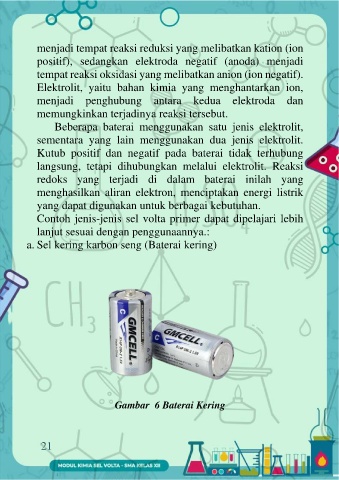 menjadi tempat reaksi reduksi yang melibatkan kation (ion
positif), sedangkan elektroda negatif (anoda) menjadi
tempat reaksi oksidasi yang melibatkan anion (ion negatif).
Elektrolit, yaitu bahan kimia yang menghantarkan ion,
menjadi penghubung antara kedua elektroda dan
memungkinkan terjadinya reaksi tersebut.
Beberapa baterai menggunakan satu jenis elektrolit,
sementara yang lain menggunakan dua jenis elektrolit.
Kutub positif dan negatif pada baterai tidak terhubung
langsung, tetapi dihubungkan melalui elektrolit. Reaksi
redoks yang terjadi di dalam baterai inilah yang
menghasilkan aliran elektron, menciptakan energi listrik
yang dapat digunakan untuk berbagai kebutuhan.
Contoh jenis-jenis sel volta primer dapat dipelajari lebih
lanjut sesuai dengan penggunaannya.:
a. Sel kering karbon seng (Baterai kering)
CH3
C GMCELL
C GMCELL
Gambar 6 Baterai Kering
21
MODUL KIMIA SEL VOLTA - SMA KELAS XII